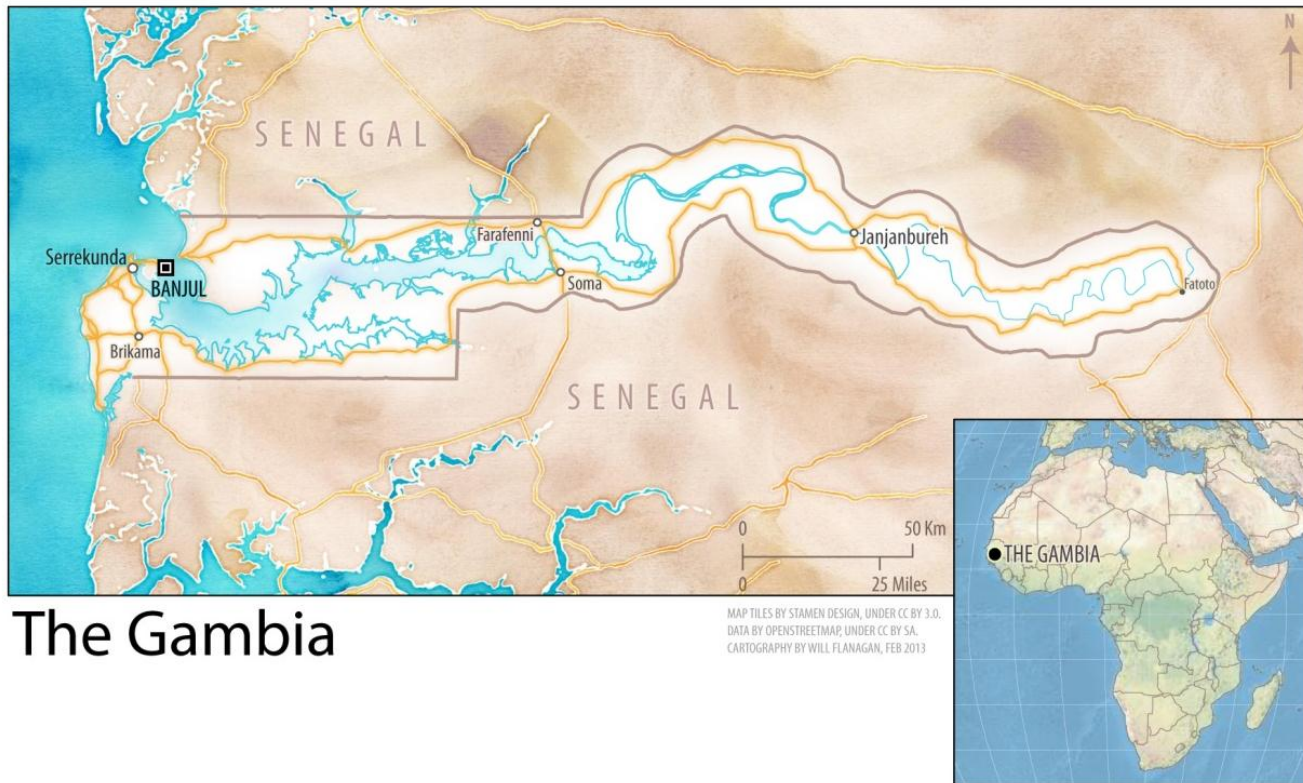 N
SENEGAL
Farafenni
Janjanbureh
Serrekunda
BANJUL
Soma
Fatoto
Brikama
SENEGAL
0 50 Km
0 25 Miles
THE GAMBIA
The Gambia
MAP TILES BY STAMEN DESIGN, UNDER CC BY 3.0.
DATA BY OPENSTREETMAP, UNDER CC BY SA.
CARTOGRAPHY BY WILL FLANAGAN, FEB 2013